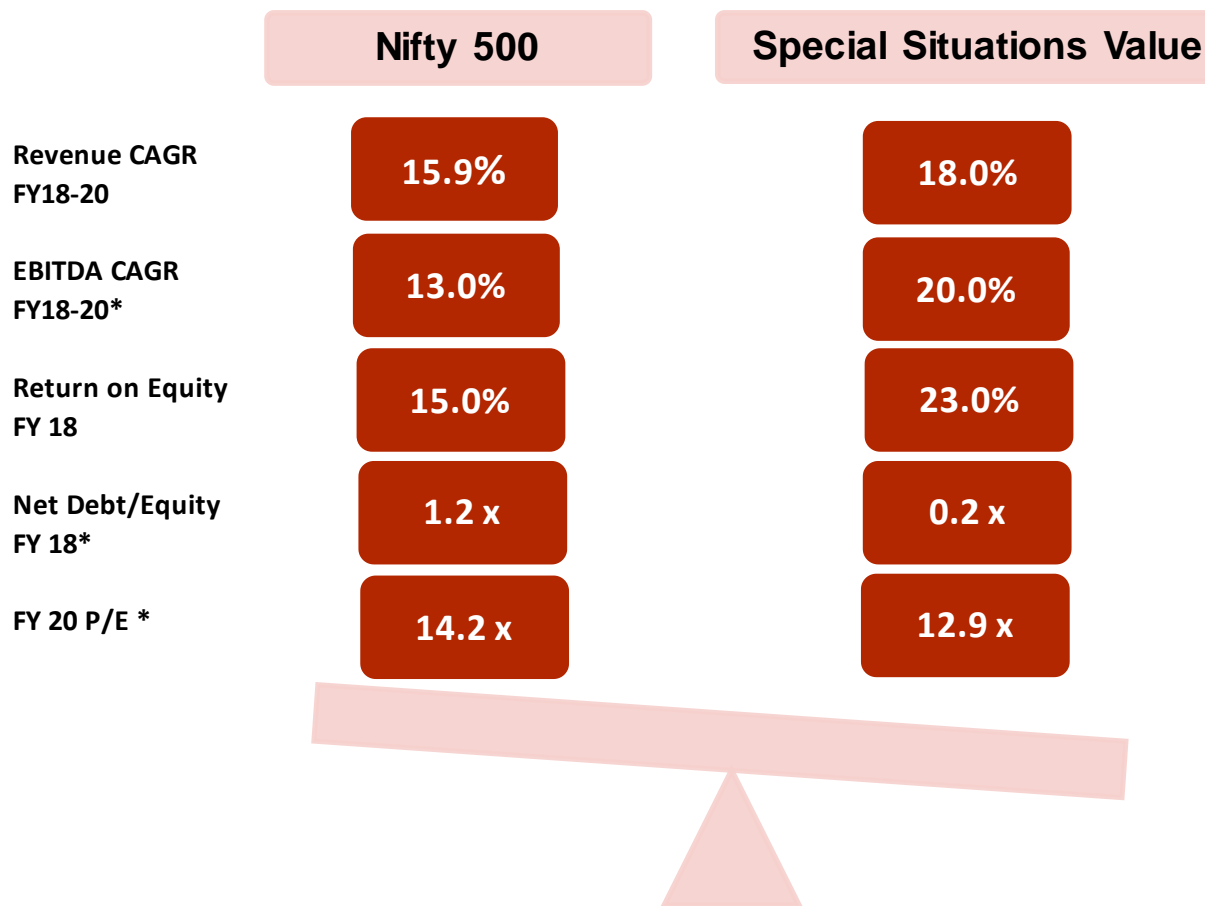 Nifty 500
Special Situations Value
Revenue CAGR
FY18-20
15.9%
18.0%
EBITDA CAGR
FY18-20*
13.0%
20.0%
Return on Equity
FY 18
15.0%
23.0%
Net Debt/Equity
FY 18*
1.2 x
0.2 x
FY 20 P/E *
14.2 x
12.9 x